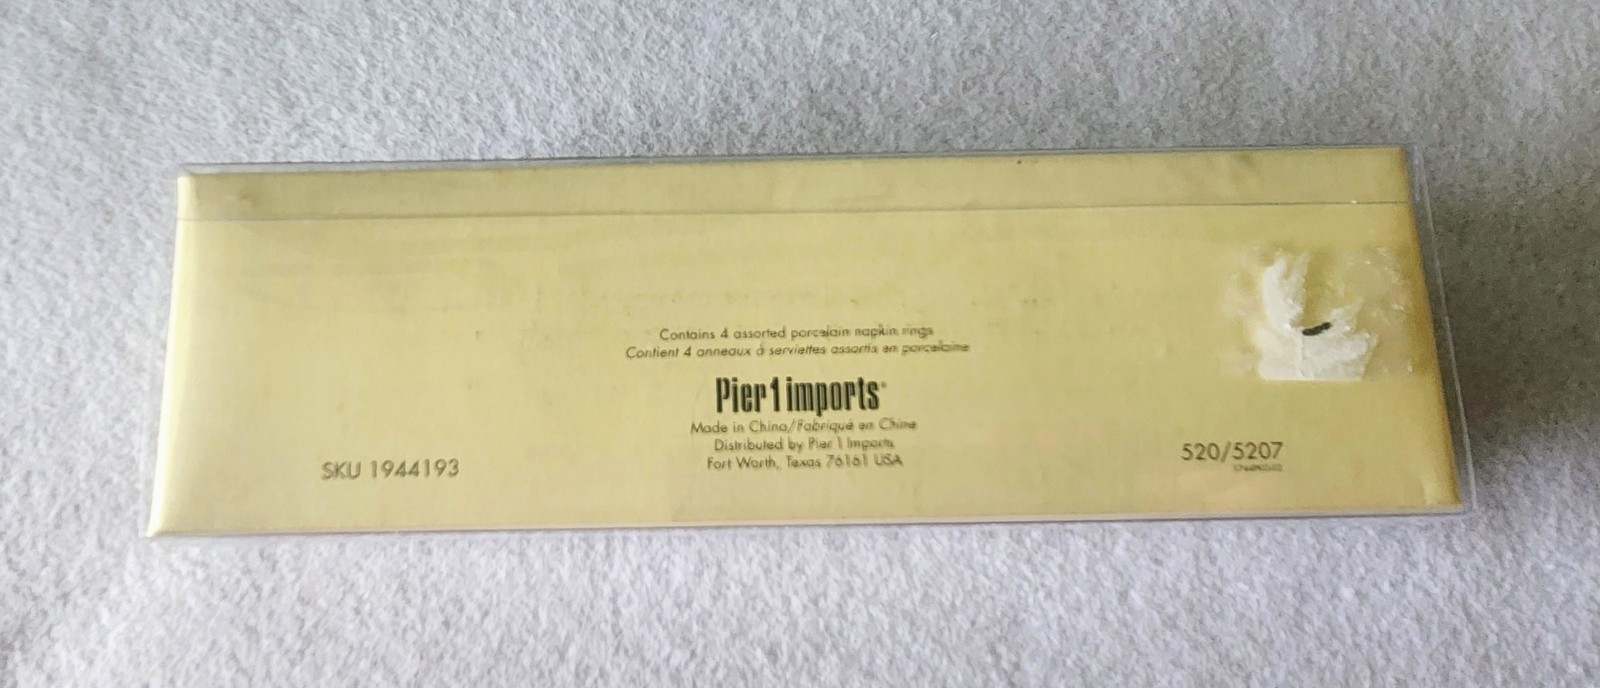 Contains 4 assorted porcelain napkin rings
Contient 4 anneaux à serviettes assortis en porcelaine
Pier 1 imports®
Made in China/Fabriqué en Chine
Distributed by Pier 1 Imports
Fort Worth, Texas 76161 USA
SKU 1944193
520/5207